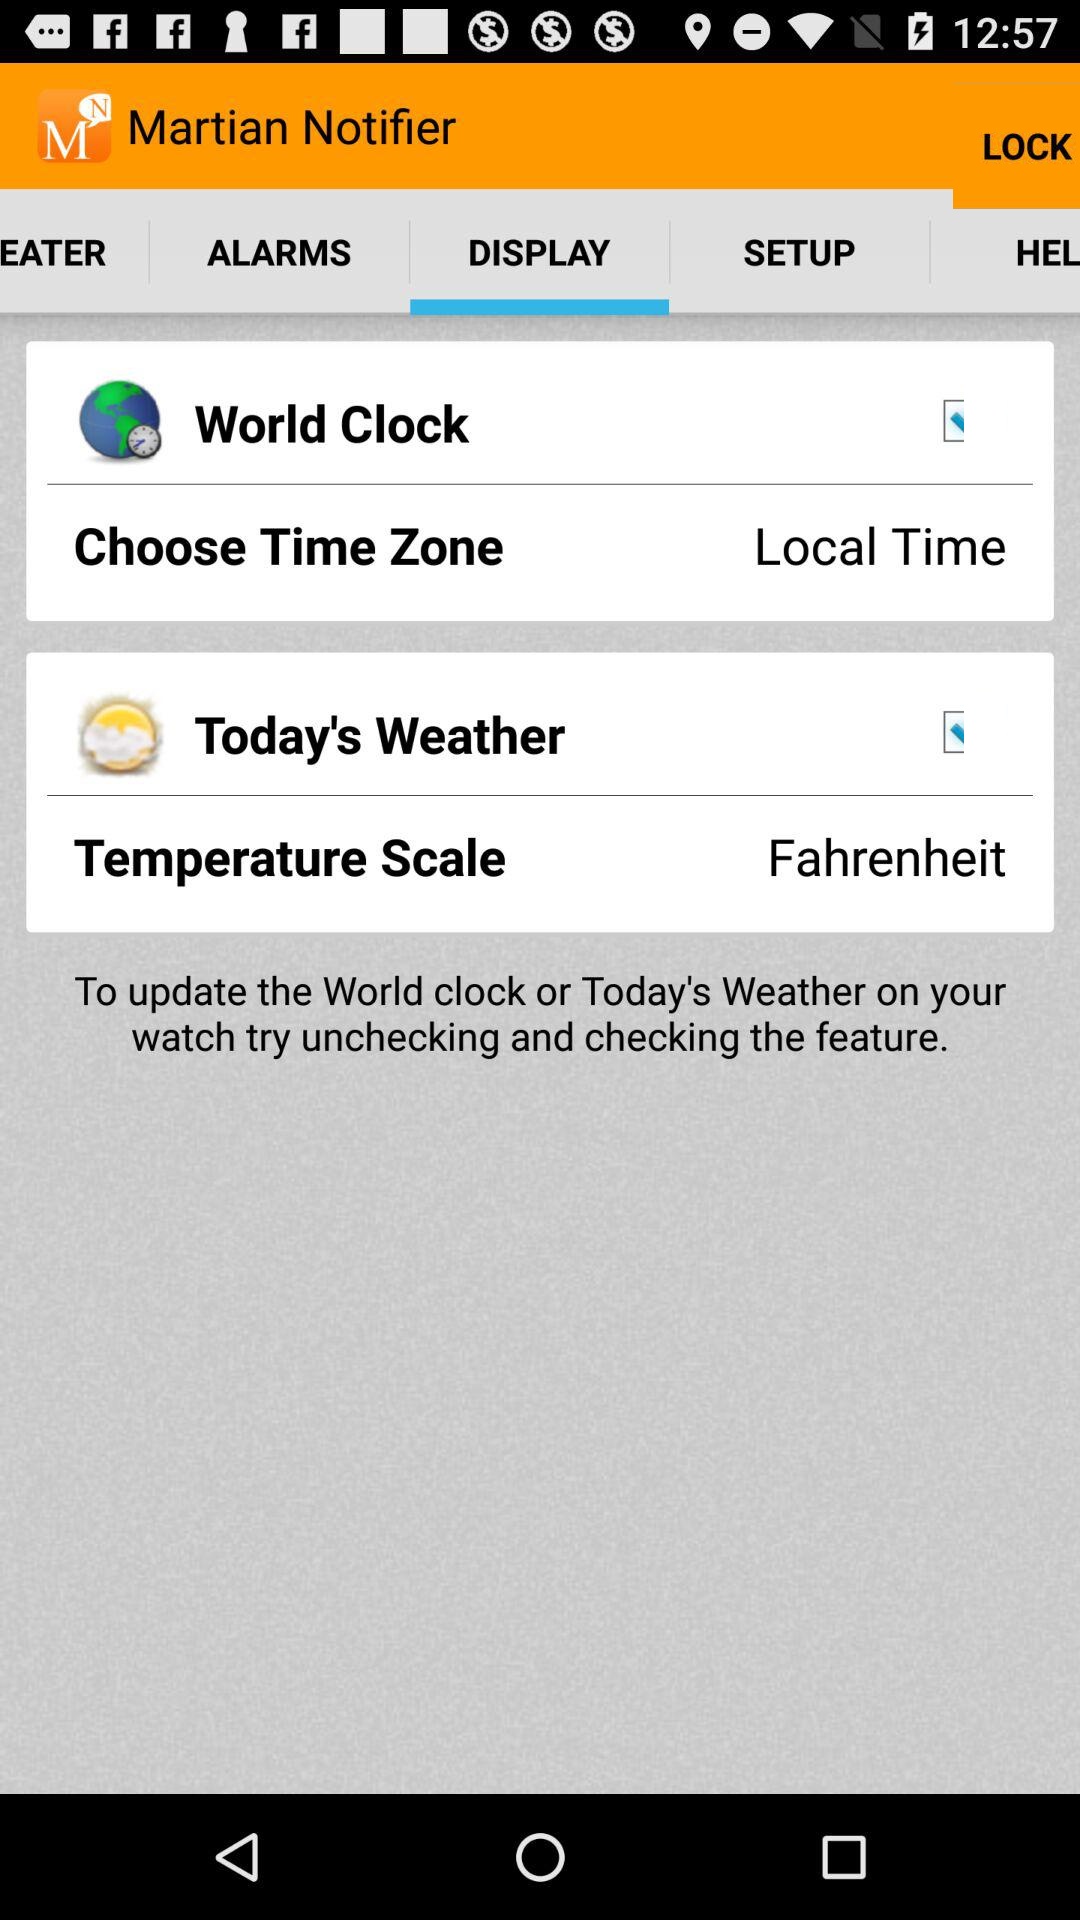 12:57
MN Martian Notifier
LOCK
EATER ALARMS DISPLAY SETUP HEL
World Clock
Choose Time Zone Local Time
Today's Weather
Temperature Scale Fahrenheit
To update the World clock or Today's Weather on your
watch try unchecking and checking the feature.